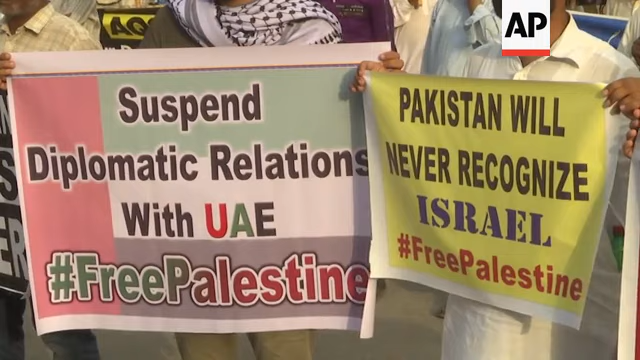 AP
Suspend
Diplomatic Relations
With UAE
#FreePalestine
PAKISTAN WILL
NEVER RECOGNIZE
ISRAEL
#FreePalestine